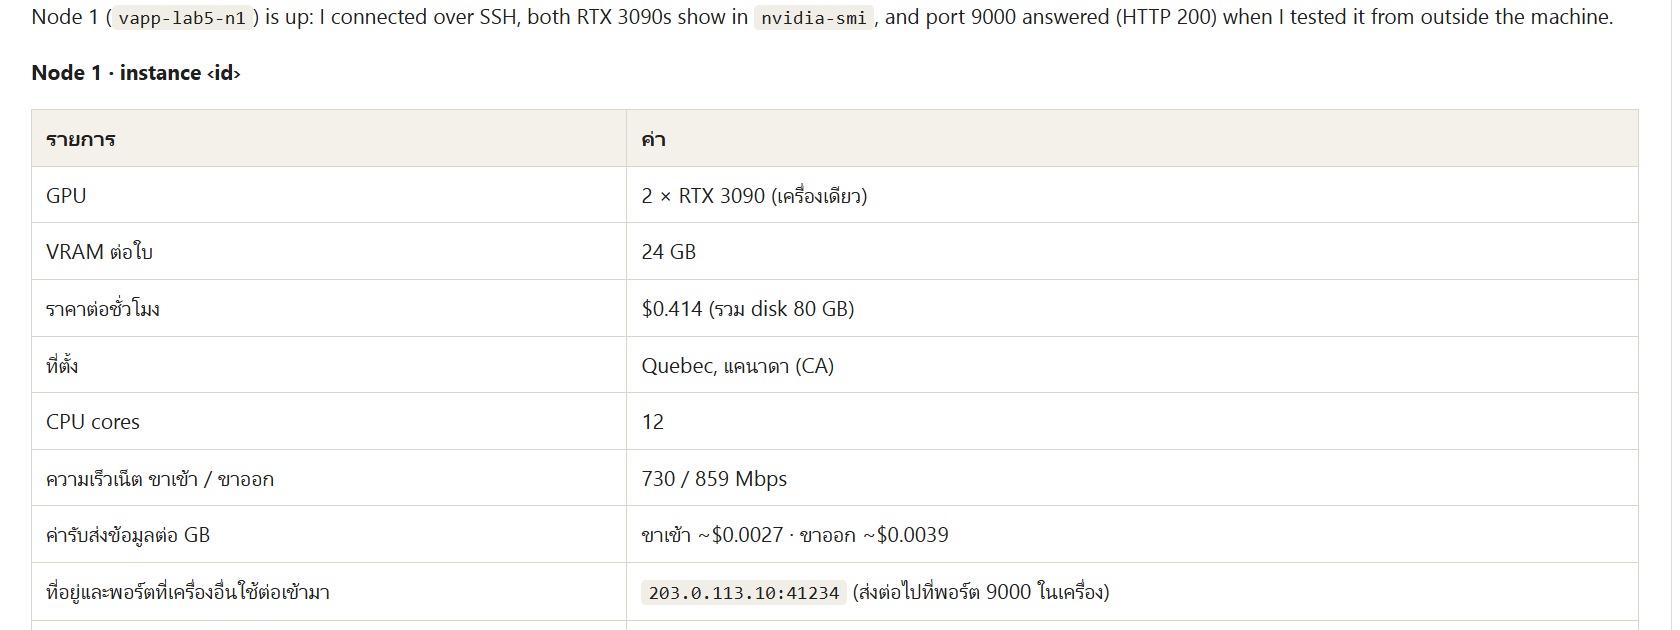 Node 1 (vapp-lab5-n1) is up: I connected over SSH, both RTX 3090s show in nvidia-smi, and port 9000 answered (HTTP 200) when I tested it from outside the machine.
Node 1 · instance ‹id›
รายการ ค่า
GPU 2 × RTX 3090 (เครื่องเดียว)
VRAM ต่อใบ 24 GB
ราคาต่อชั่วโมง $0.414 (รวม disk 80 GB)
ที่ตั้ง Quebec, แคนาดา (CA)
CPU cores 12
ความเร็วเน็ต ขาเข้า / ขาออก 730 / 859 Mbps
ค่ารับส่งข้อมูลต่อ GB ขาเข้า ~$0.0027 · ขาออก ~$0.0039
ที่อยู่และพอร์ตที่เครื่องอื่นใช้ต่อเข้ามา 203.0.113.10:41234 (ส่งต่อไปที่พอร์ต 9000 ในเครื่อง)